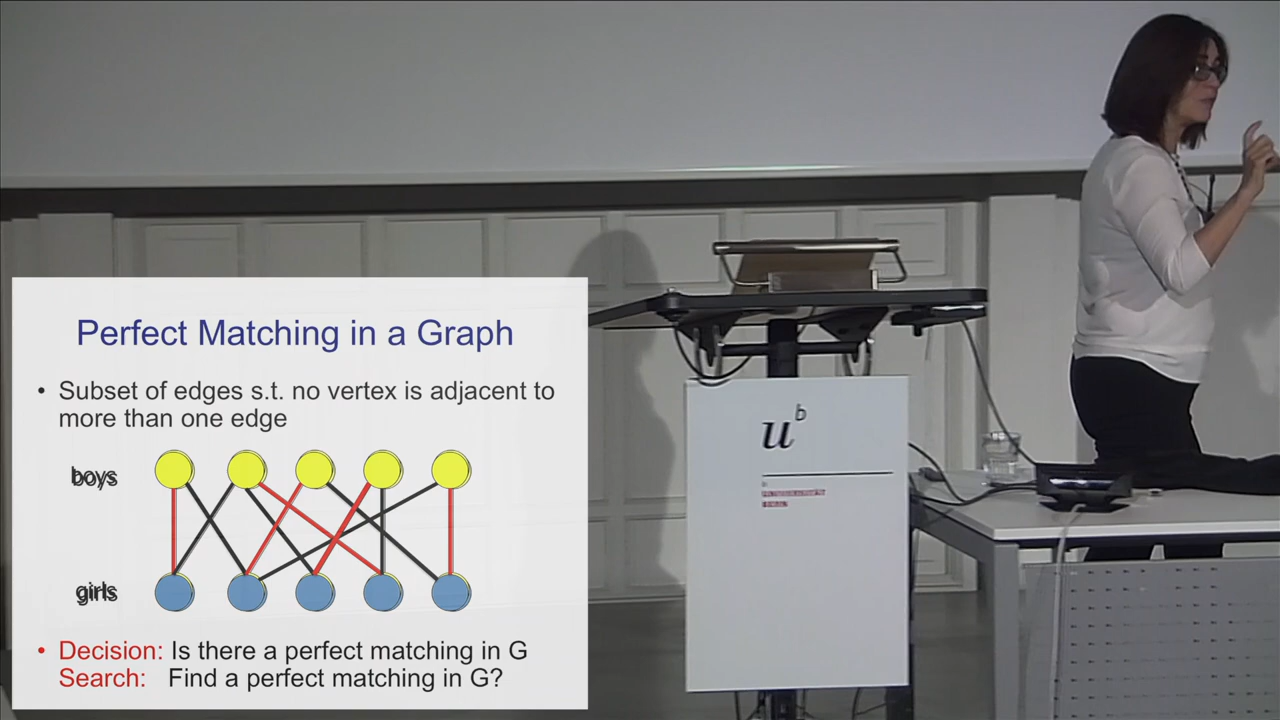 Perfect Matching in a Graph
• Subset of edges s.t. no vertex is adjacent to
more than one edge
boys
girls
• Decision: Is there a perfect matching in G
Search: Find a perfect matching in G?
u
b